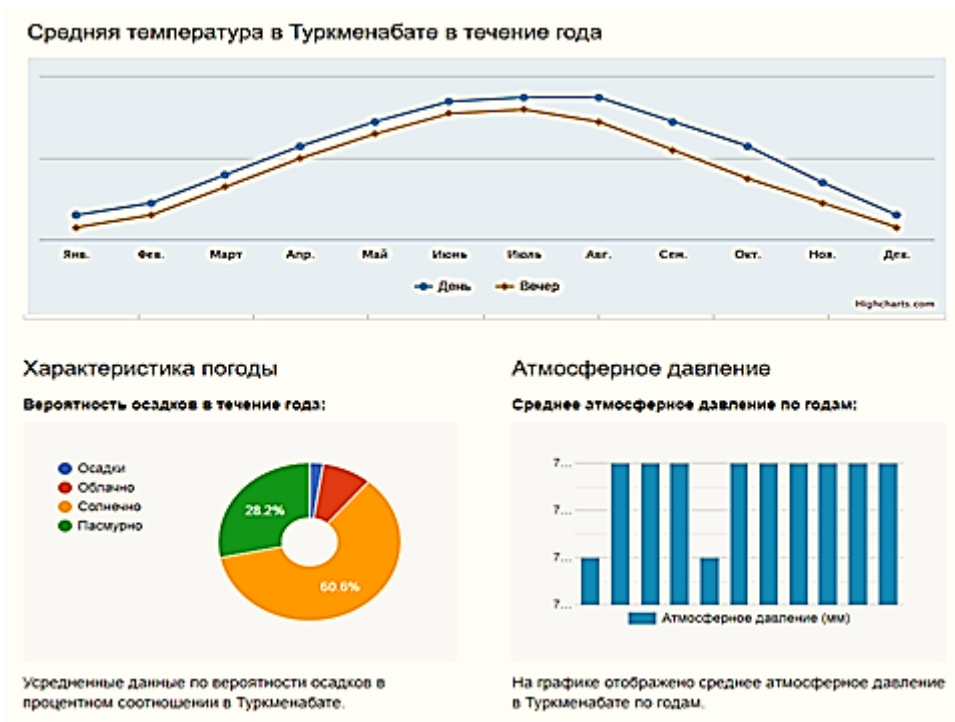 Средняя температура в Туркменабате в течение года
Янв. Фев. Март Апр. Май Июнь Июль Авг. Сен. Окт. Ноя. Дек.
День Вечер
Highcharts.com
Характеристика погоды
Вероятность осадков в течение года:
Осадки
Облачно
Солнечно
Пасмурно
28.2%
60.6%
Усредненные данные по вероятности осадков в
процентном соотношении в Туркменабате.
Атмосферное давление
Среднее атмосферное давление по годам:
7...
7...
7...
7...
Атмосферное давление (мм)
На графике отображено среднее атмосферное давление
в Туркменабате по годам.